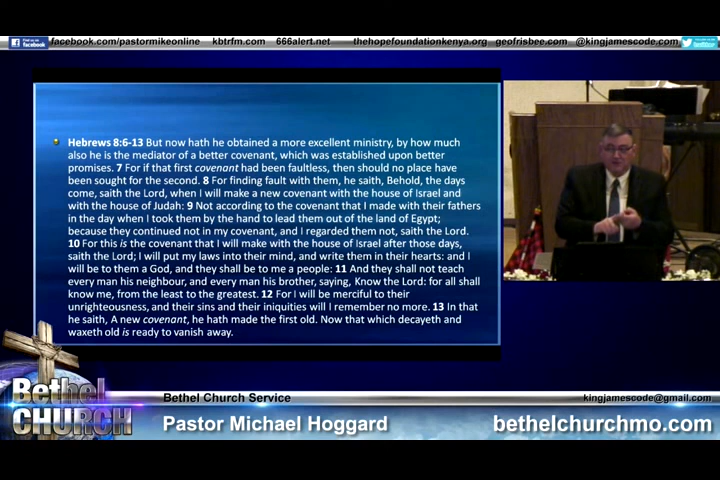 Find us on facebook
facebook.com/pastormikeonline kbtrfm.com 666alert.net thehopefoundationkenya.org geofrisbee.com @kingjamescode.com twitter
Hebrews 8:6-13 But now hath he obtained a more excellent ministry, by how much
also he is the mediator of a better covenant, which was established upon better
promises. 7 For if that first covenant had been faultless, then should no place have
been sought for the second. 8 For finding fault with them, he saith, Behold, the days
come, saith the Lord, when I will make a new covenant with the house of Israel and
with the house of Judah: 9 Not according to the covenant that I made with their fathers
in the day when I took them by the hand to lead them out of the land of Egypt;
because they continued not in my covenant, and I regarded them not, saith the Lord.
10 For this is the covenant that I will make with the house of Israel after those days,
saith the Lord; I will put my laws into their mind, and write them in their hearts: and I
will be to them a God, and they shall be to me a people: 11 And they shall not teach
every man his neighbour, and every man his brother, saying, Know the Lord: for all shall
know me, from the least to the greatest. 12 For I will be merciful to their
unrighteousness, and their sins and their iniquities will I remember no more. 13 In that
he saith, A new covenant, he hath made the first old. Now that which decayeth and
waxeth old is ready to vanish away.
Bethel
CHURCH
Bethel Church Service kingjamescode@gmail.com
Pastor Michael Hoggard bethelchurchmo.com